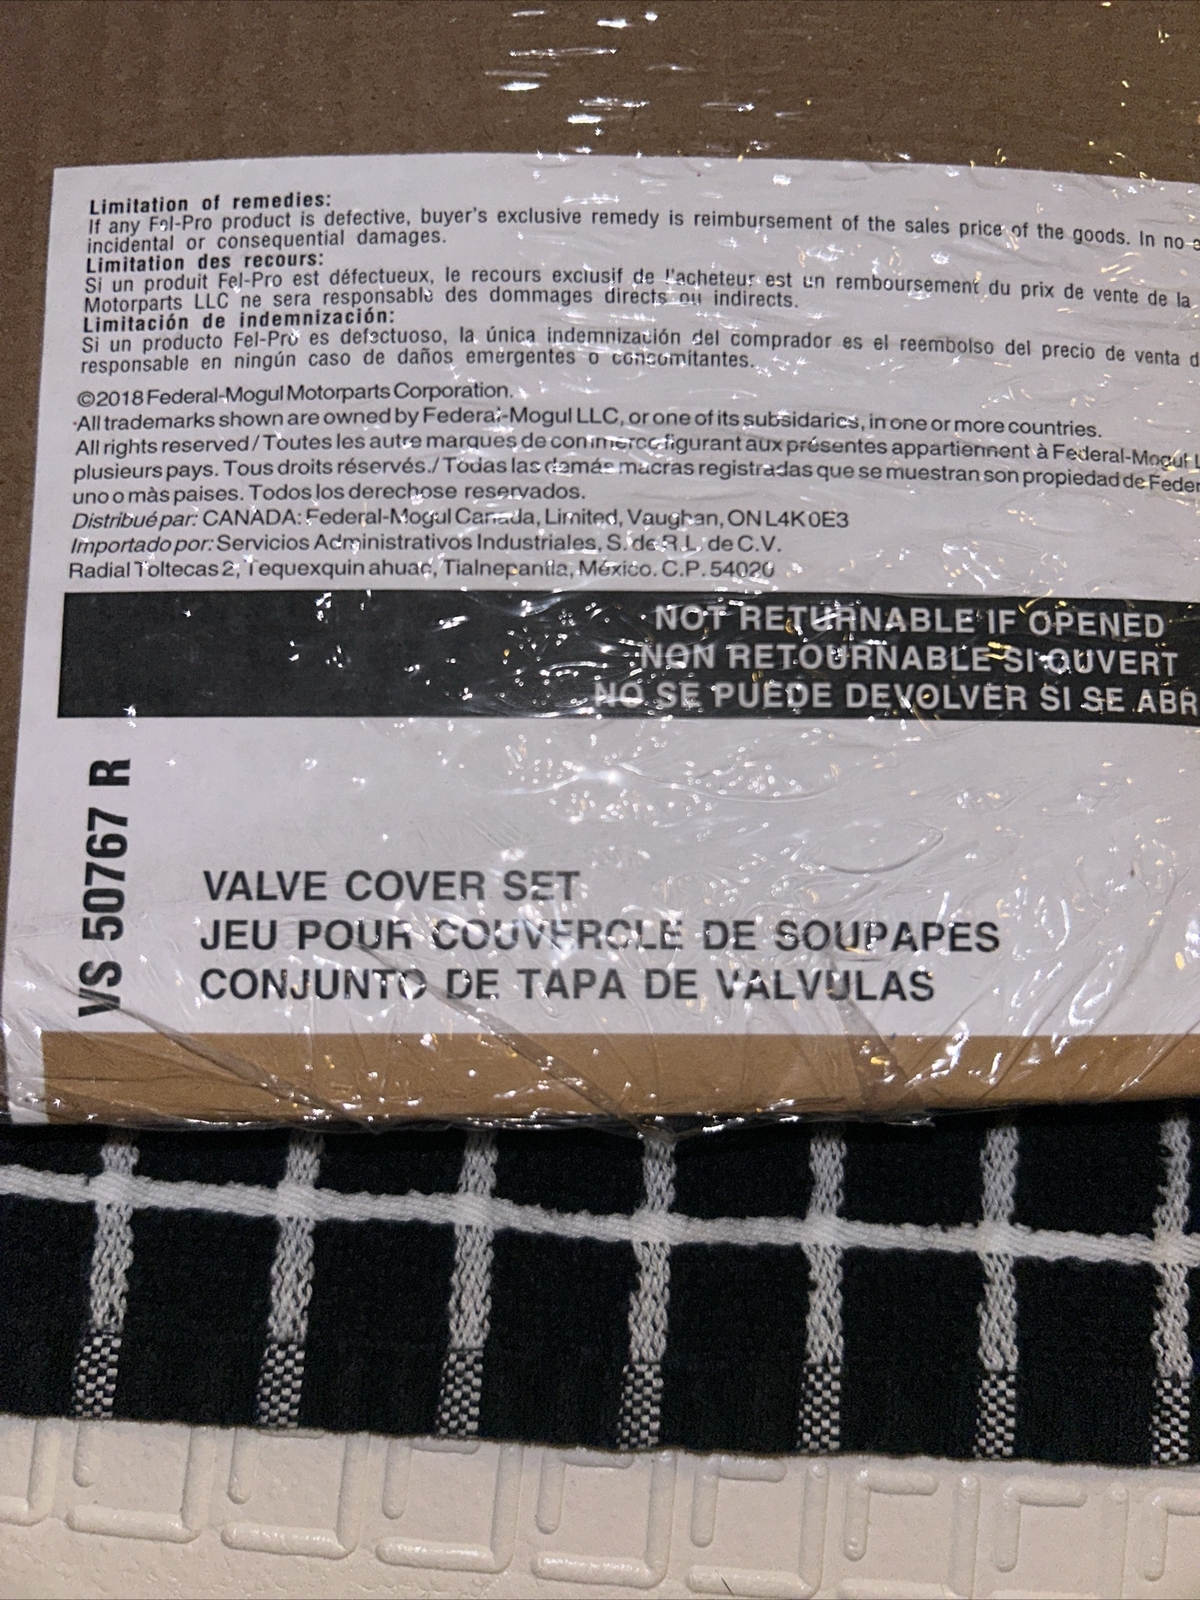 Limitation of remedies:
If any Fel-Pro product is defective, buyer's exclusive remedy is reimbursement of the sales price of the goods. In no
incidental or consequential damages.
Limitation des recours:
Si un produit Fel-Pro est défectueux, le recours exclusif de l'acheteur est un remboursement du prix de vente de la
Motorparts LLC ne sera responsable des dommages directs ou indirects.
Limitación de indemnización:
Si un producto Fel-Pro es defectuoso, la única indemnización del comprador es el reembolso del precio de venta d
responsable en ningún caso de daños emergentes o concomitantes.
©2018 Federal-Mogul Motorparts Corporation.
All trademarks shown are owned by Federal-Mogul LLC, or one of its subsidaries, in one or more countries.
All rights reserved / Toutes les autre marques de commerce figurant aux présentes appartiennent à Federal-Mogul L
plusieurs pays. Tous droits réservés./ Todas las demás macras registradas que se muestran son propiedad de Feder
uno o màs paises. Todos los derechose reservados.
Distribué par: CANADA: Federal-Mogul Canada, Limited, Vaughan, ON L4K 0E3
Importado por: Servicios Administrativos Industriales, S. de R.L. de C.V.
Radial Toltecas 2, Tequexquin ahuac, Tialnepantla, México. C.P. 54020
NOT RETURNABLE IF OPENED
NON RETOURNABLE SI OUVERT
NO SE PUEDE DEVOLVER SI SE ABR
VS 50767 R
VALVE COVER SET
JEU POUR COUVERCLE DE SOUPAPES
CONJUNTO DE TAPA DE VALVULAS